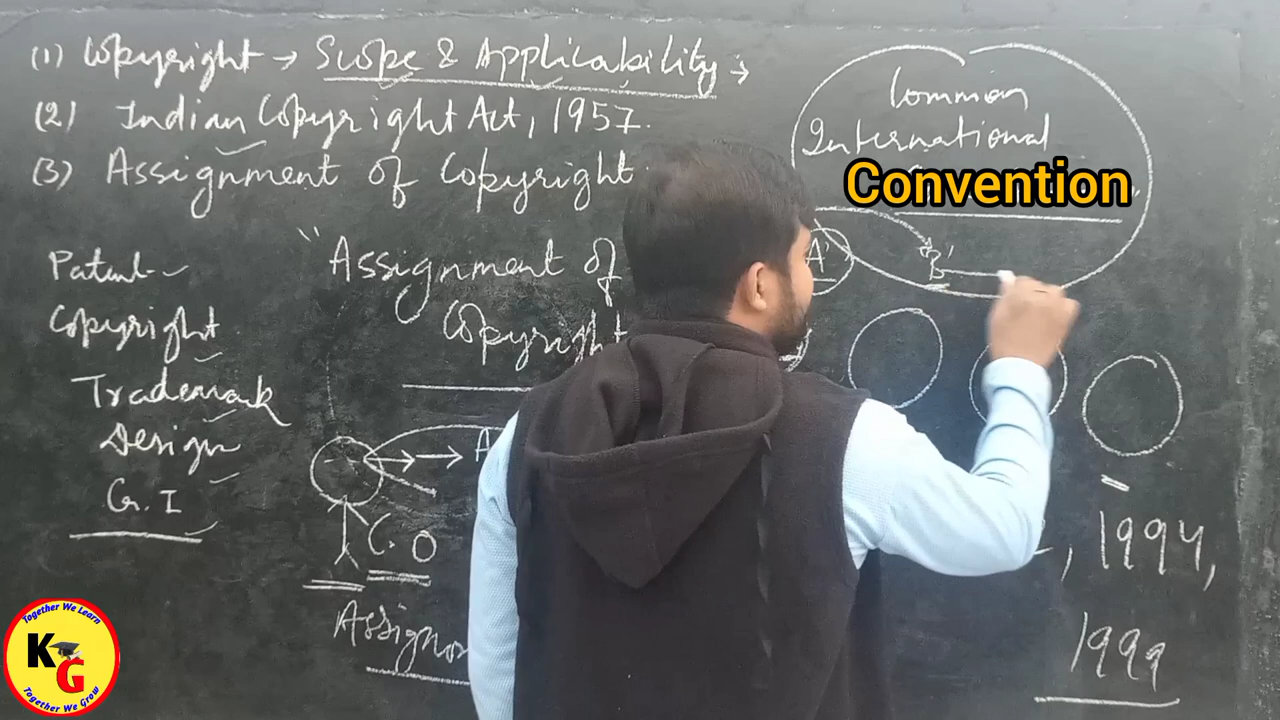 (1) Copyright → Scope & Applicability →
(2) Indian Copyright Act, 1957.
(3) Assignment of Copyright
Patent
Copyright
Trademark
Design
G.I
"Assignment of
Copyright
A
C.O
Assigno
Common
International
Convention
A'
B'
, 1994,
1999
Together We Learn
KG
Together We Grow